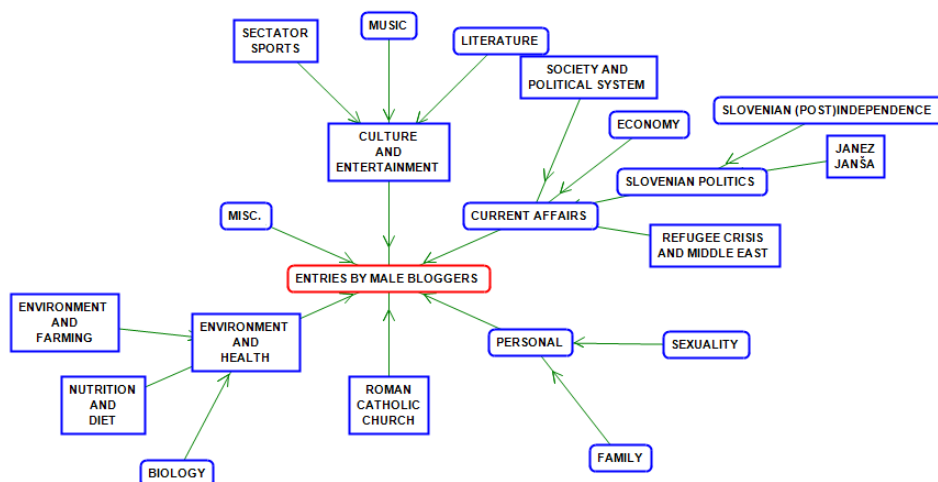 SECTATOR
SPORTS
MUSIC
LITERATURE
SOCIETY AND
POLITICAL SYSTEM
SLOVENIAN (POST)INDEPENDENCE
ECONOMY
CULTURE
AND
ENTERTAINMENT
JANEZ
JANŠA
SLOVENIAN POLITICS
MISC.
CURRENT AFFAIRS
REFUGEE CRISIS
AND MIDDLE EAST
ENTRIES BY MALE BLOGGERS
ENVIRONMENT
AND
FARMING
ENVIRONMENT
AND
HEALTH
PERSONAL
SEXUALITY
NUTRITION
AND
DIET
ROMAN
CATHOLIC
CHURCH
FAMILY
BIOLOGY